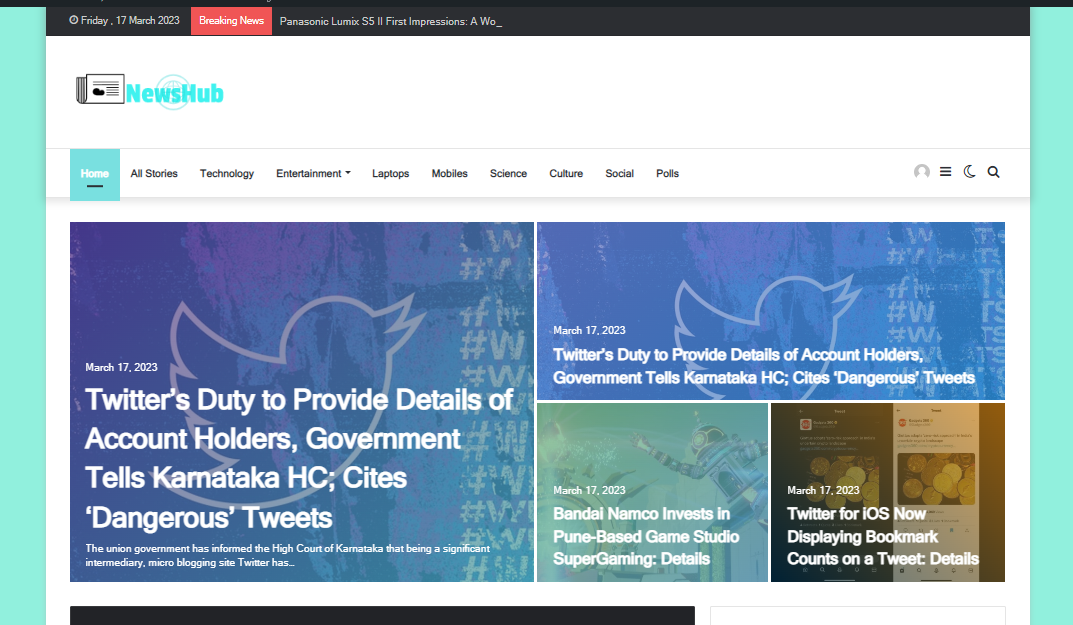 Friday , 17 March 2023 Breaking News Panasonic Lumix S5 II First Impressions: A Wo_
NewsHub
Home All Stories Technology Entertainment Laptops Mobiles Science Culture Social Polls
March 17, 2023
Twitter’s Duty to Provide Details of
Account Holders, Government
Tells Karnataka HC; Cites
‘Dangerous’ Tweets
The union government has informed the High Court of Karnataka that being a significant
intermediary, micro blogging site Twitter has...
March 17, 2023
Twitter’s Duty to Provide Details of Account Holders,
Government Tells Karnataka HC; Cites ‘Dangerous’ Tweets
March 17, 2023
Bandai Namco Invests in
Pune-Based Game Studio
SuperGaming: Details
March 17, 2023
Twitter for iOS Now
Displaying Bookmark
Counts on a Tweet: Details